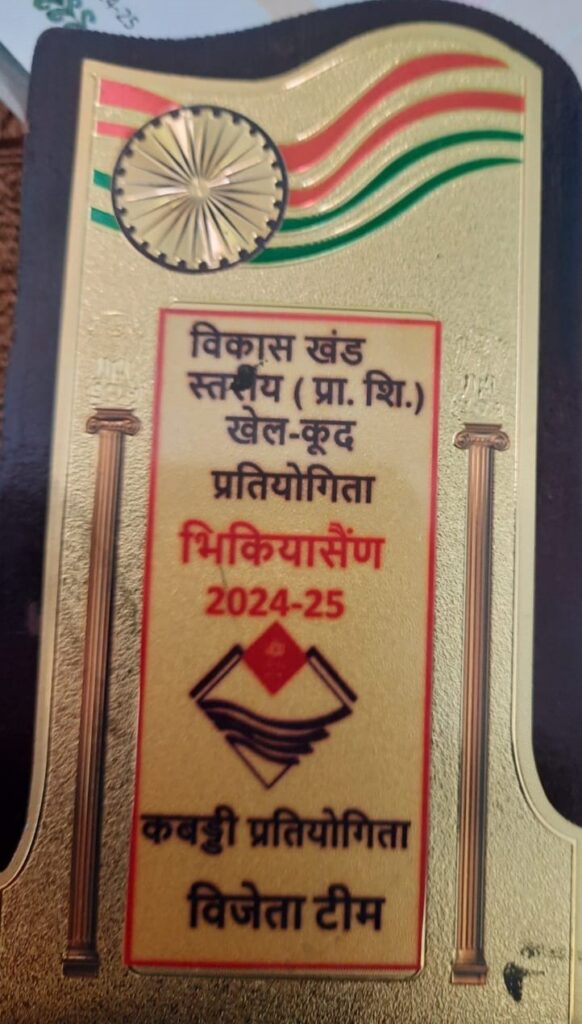 विकास खंड
स्तरीय ( प्रा. शि.)
खेल-कूद
प्रतियोगिता
भिकियासैंण
2024-25
कबड्डी प्रतियोगिता
विजेता टीम